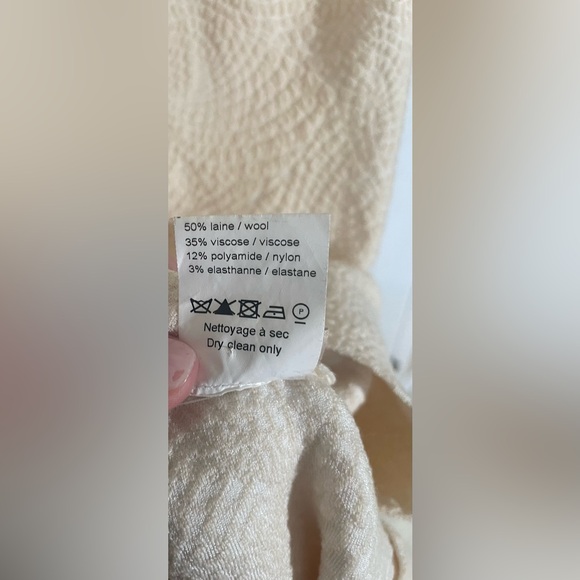 50% laine / wool
35% viscose / viscose
12% polyamide / nylon
3% elasthanne / elastane
P
Nettoyage à sec
Dry clean only